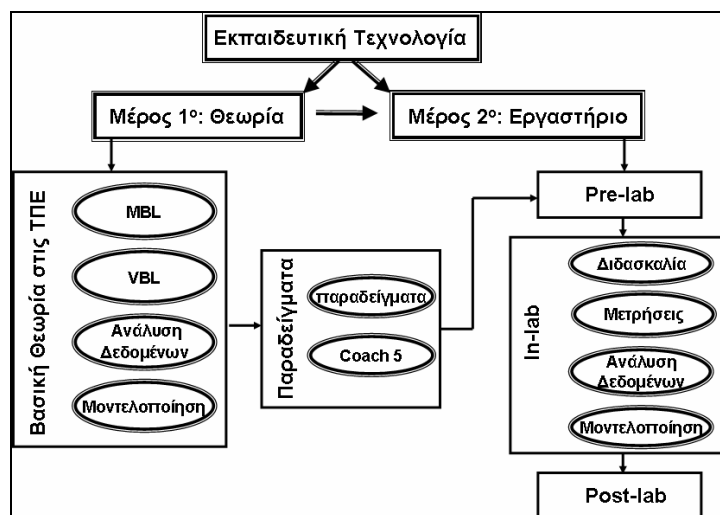 Εκπαιδευτική Τεχνολογία
Μέρος 1ο: Θεωρία
Μέρος 2ο: Εργαστήριο
Βασική Θεωρία στις ΤΠΕ
MBL
VBL
Ανάλυση
Δεδομένων
Μοντελοποίηση
Παραδείγματα
παραδείγματα
Coach 5
Pre-lab
In-lab
Διδασκαλία
Μετρήσεις
Ανάλυση
Δεδομένων
Μοντελοποίηση
Post-lab